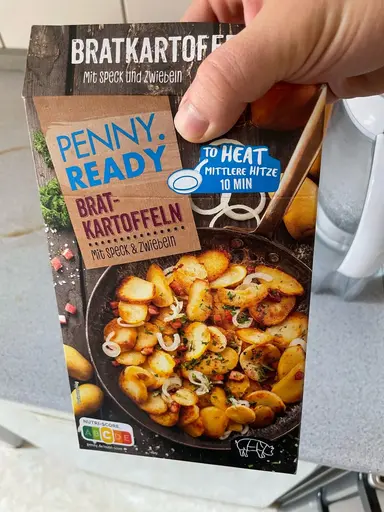 BRATKARTOFF
Mit Speck und Zwiebeln
PENNY.
READY
BRAT-
KARTOFFELN
Mit Speck & Zwiebeln
TO HEAT
MITTLERE HITZE
10 MIN
NUTRI-SCORE
A B C D E